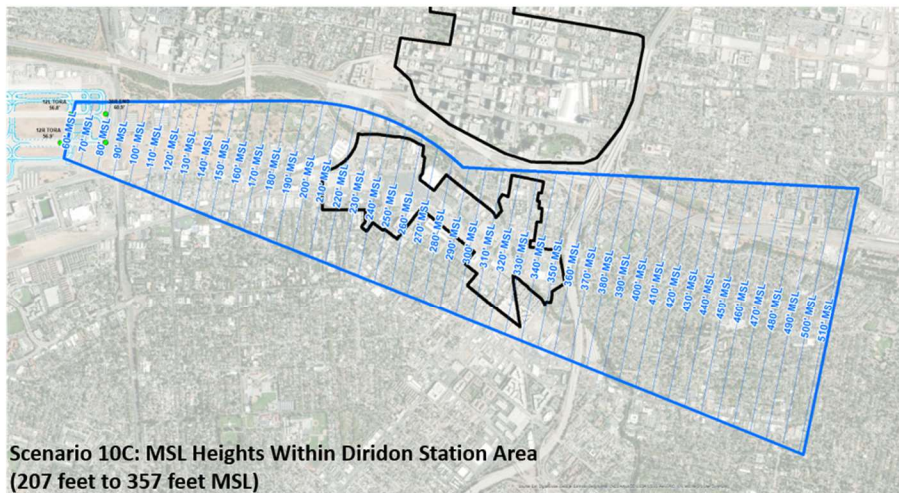 12L TORA
56.8'
12R TORA
56.9'
60' MSL
70' MSL
80' MSL
90' MSL
100' MSL
110' MSL
120' MSL
130' MSL
140' MSL
150' MSL
160' MSL
170' MSL
180' MSL
190' MSL
200' MSL
210' MSL
220' MSL
230' MSL
240' MSL
250' MSL
260' MSL
270' MSL
280' MSL
290' MSL
300' MSL
310' MSL
320' MSL
330' MSL
340' MSL
350' MSL
360' MSL
370' MSL
380' MSL
390' MSL
400' MSL
410' MSL
420' MSL
430' MSL
440' MSL
450' MSL
460' MSL
470' MSL
480' MSL
490' MSL
500' MSL
510' MSL
Scenario 10C: MSL Heights Within Diridon Station Area
(207 feet to 357 feet MSL)